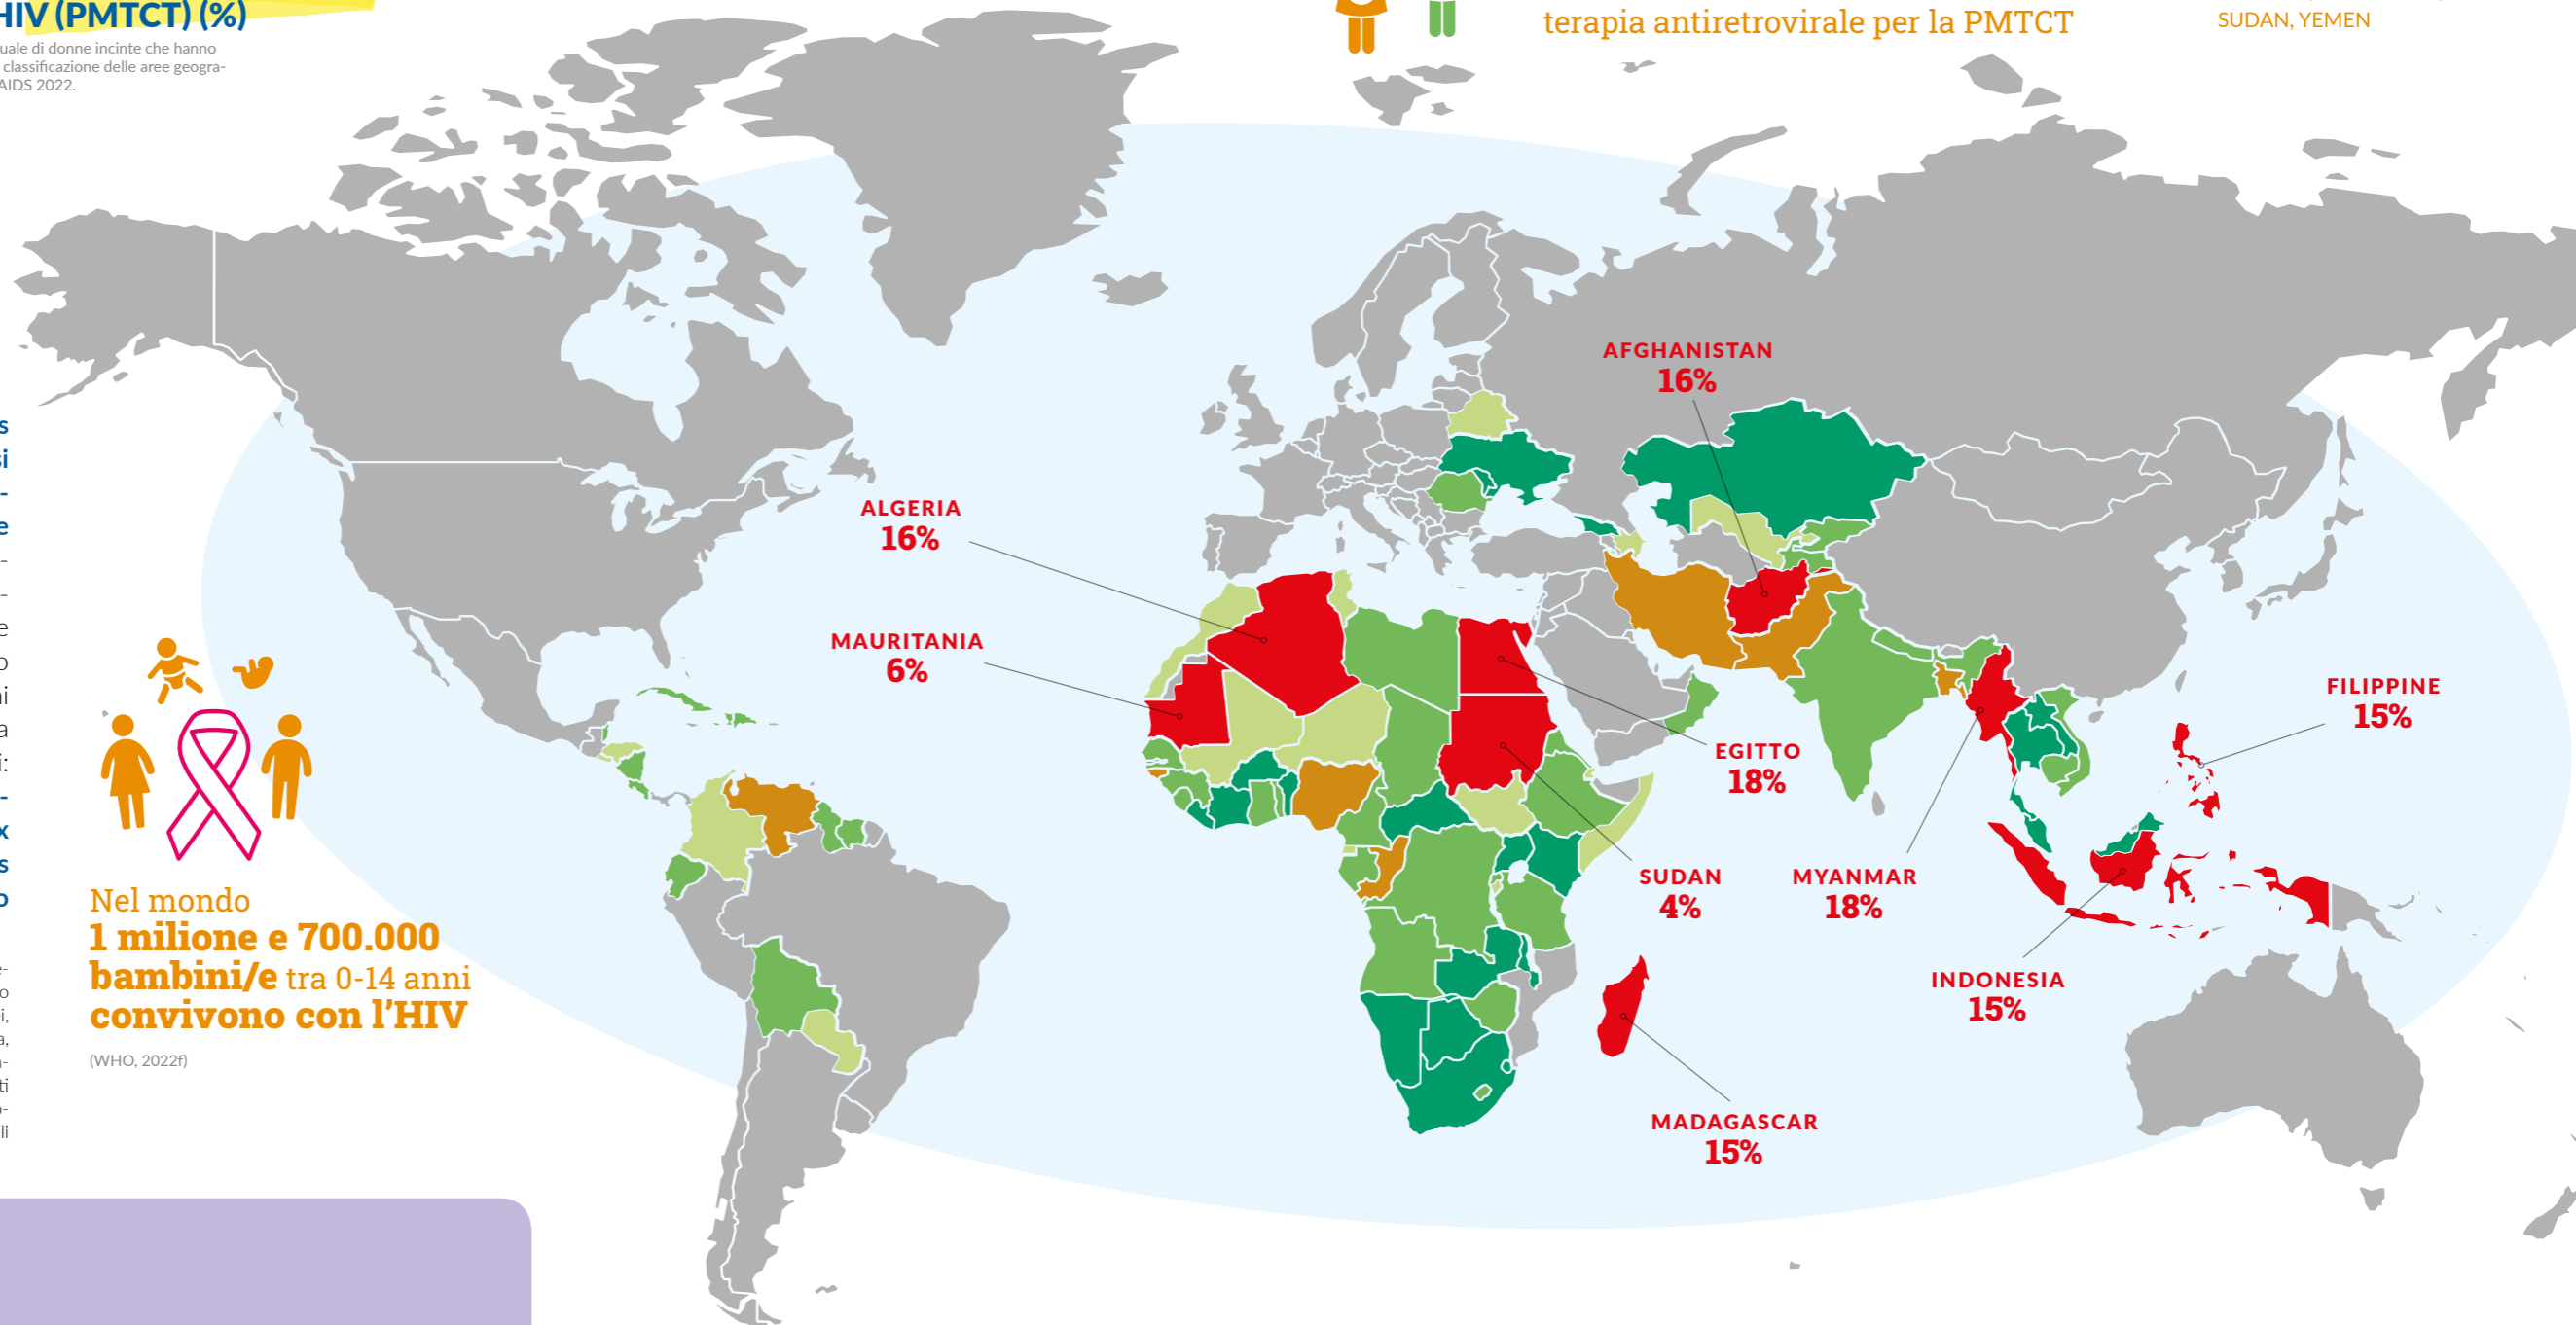 HIV (PMTCT) (%)
uale di donne incinte che hanno
classificazione delle aree geogra-
AIDS 2022.
terapia antiretrovirale per la PMTCT
SUDAN, YEMEN
AFGHANISTAN
16%
ALGERIA
16%
MAURITANIA
6%
FILIPPINE
15%
EGITTO
18%
SUDAN
4%
MYANMAR
18%
INDONESIA
15%
MADAGASCAR
15%
Nel mondo
1 milione e 700.000
bambini/e tra 0-14 anni
convivono con l'HIV
(WHO, 2022f)